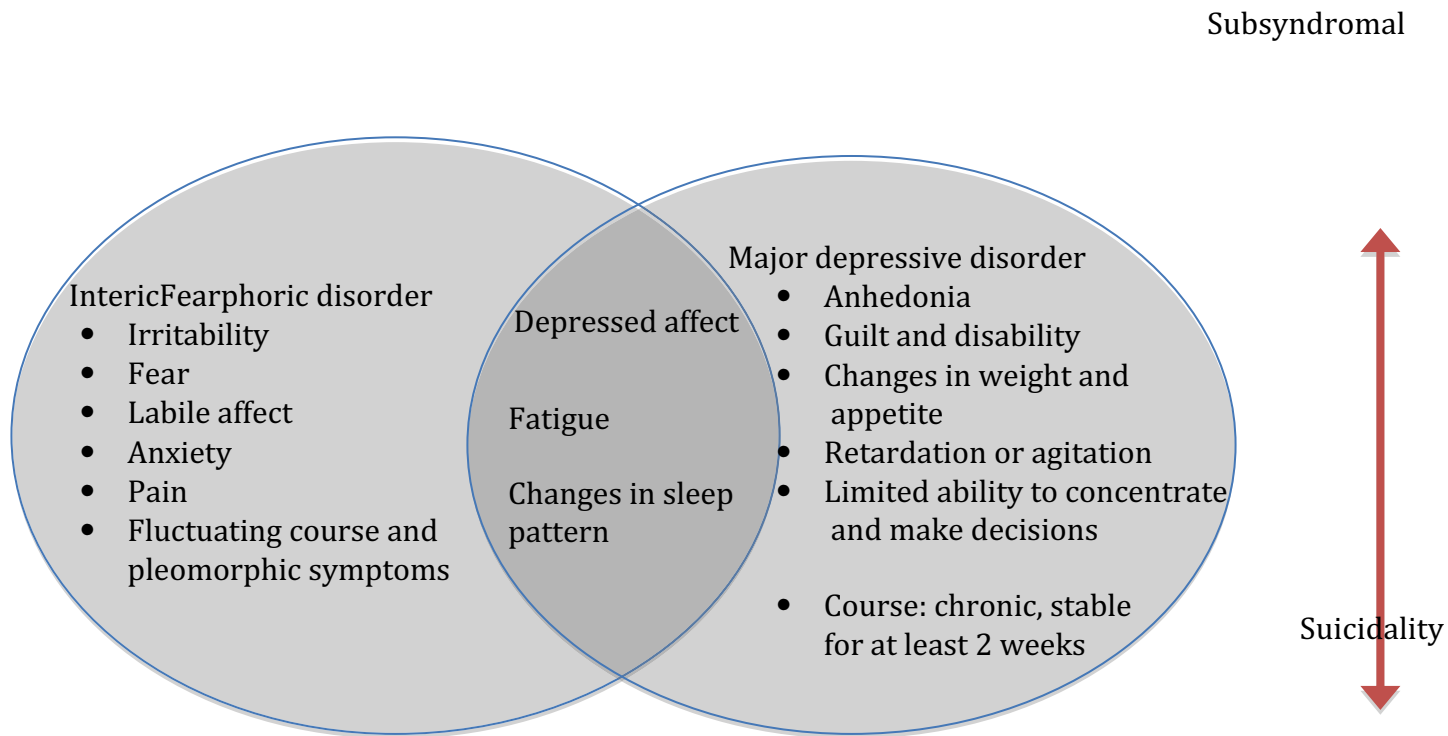 Subsyndromal
IntericFearphoric disorder
• Irritability
• Fear
• Labile affect
• Anxiety
• Pain
• Fluctuating course and
pleomorphic symptoms
Depressed affect
Fatigue
Changes in sleep
pattern
Major depressive disorder
• Anhedonia
• Guilt and disability
• Changes in weight and
appetite
• Retardation or agitation
• Limited ability to concentrate
and make decisions
• Course: chronic, stable
for at least 2 weeks
Suicidality